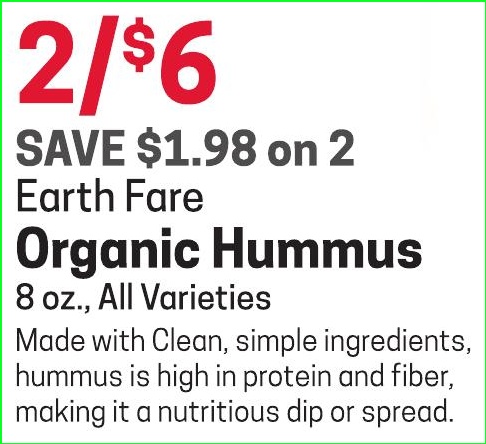 2/$6
SAVE $1.98 on 2
Earth Fare
Organic Hummus
8 oz., All Varieties
Made with Clean, simple ingredients,
hummus is high in protein and fiber,
making it a nutritious dip or spread.